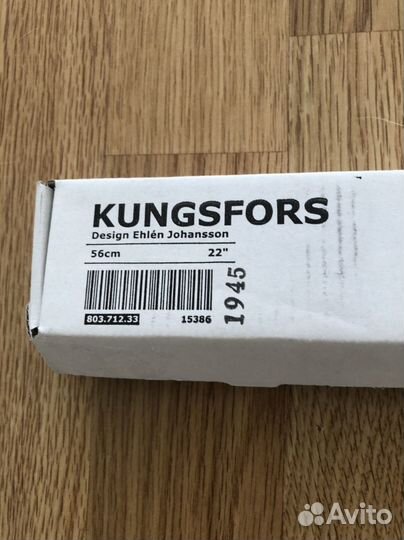 KUNGSFORS
Design Ehlén Johansson
56cm 22"
803.712.33 15386
1945
Avito